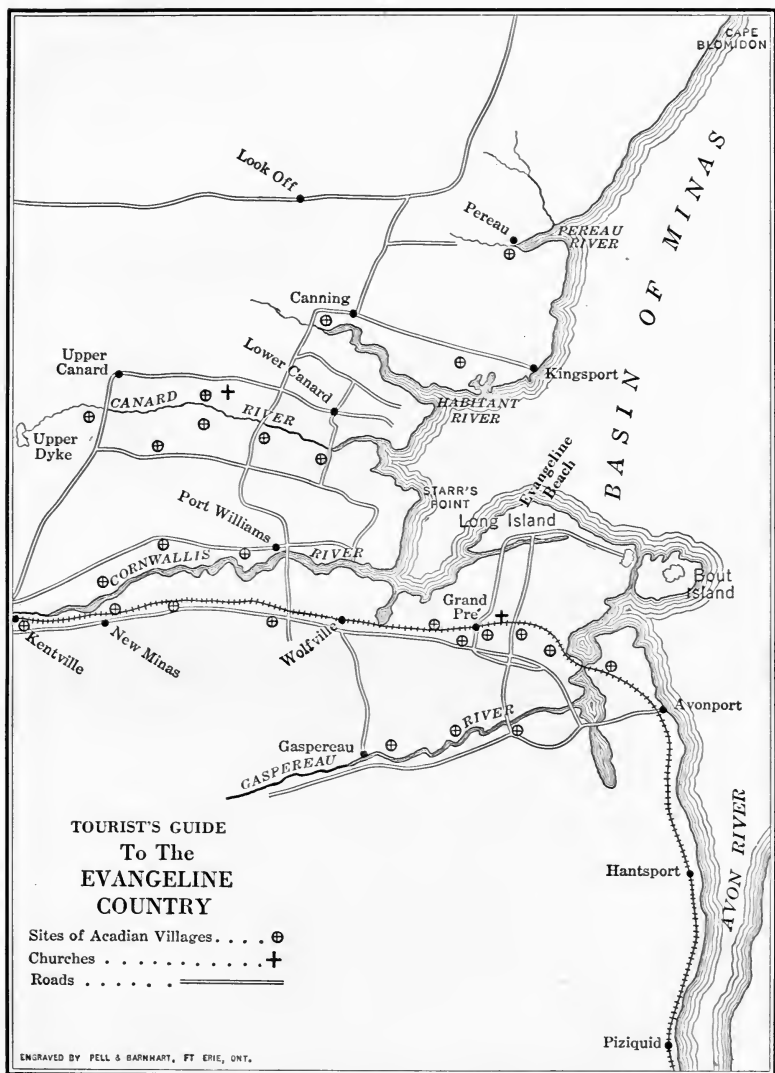 CAPE
BLOMIDON
Look Off
Pereau
PEREAU
RIVER
BASIN OF MINAS
Canning
Upper
Canard
Lower Canard
Kingsport
CANARD RIVER
HABITANT
RIVER
Upper
Dyke
STARR'S
POINT
Evangeline
Beach
Long Island
Port Williams
CORNWALLIS RIVER
Bout
Island
Grand
Pré
Kentville
New Minas
Wolfville
Avonport
Gaspereau
GASPEREAU RIVER
AVON RIVER
Hantsport
Piziquid
TOURIST'S GUIDE
To The
EVANGELINE
COUNTRY
Sites of Acadian Villages . . . . ⊕
Churches . . . . . . . . . . . +
Roads . . . . . .
ENGRAVED BY PELL & BARNHART, FT ERIE, ONT.